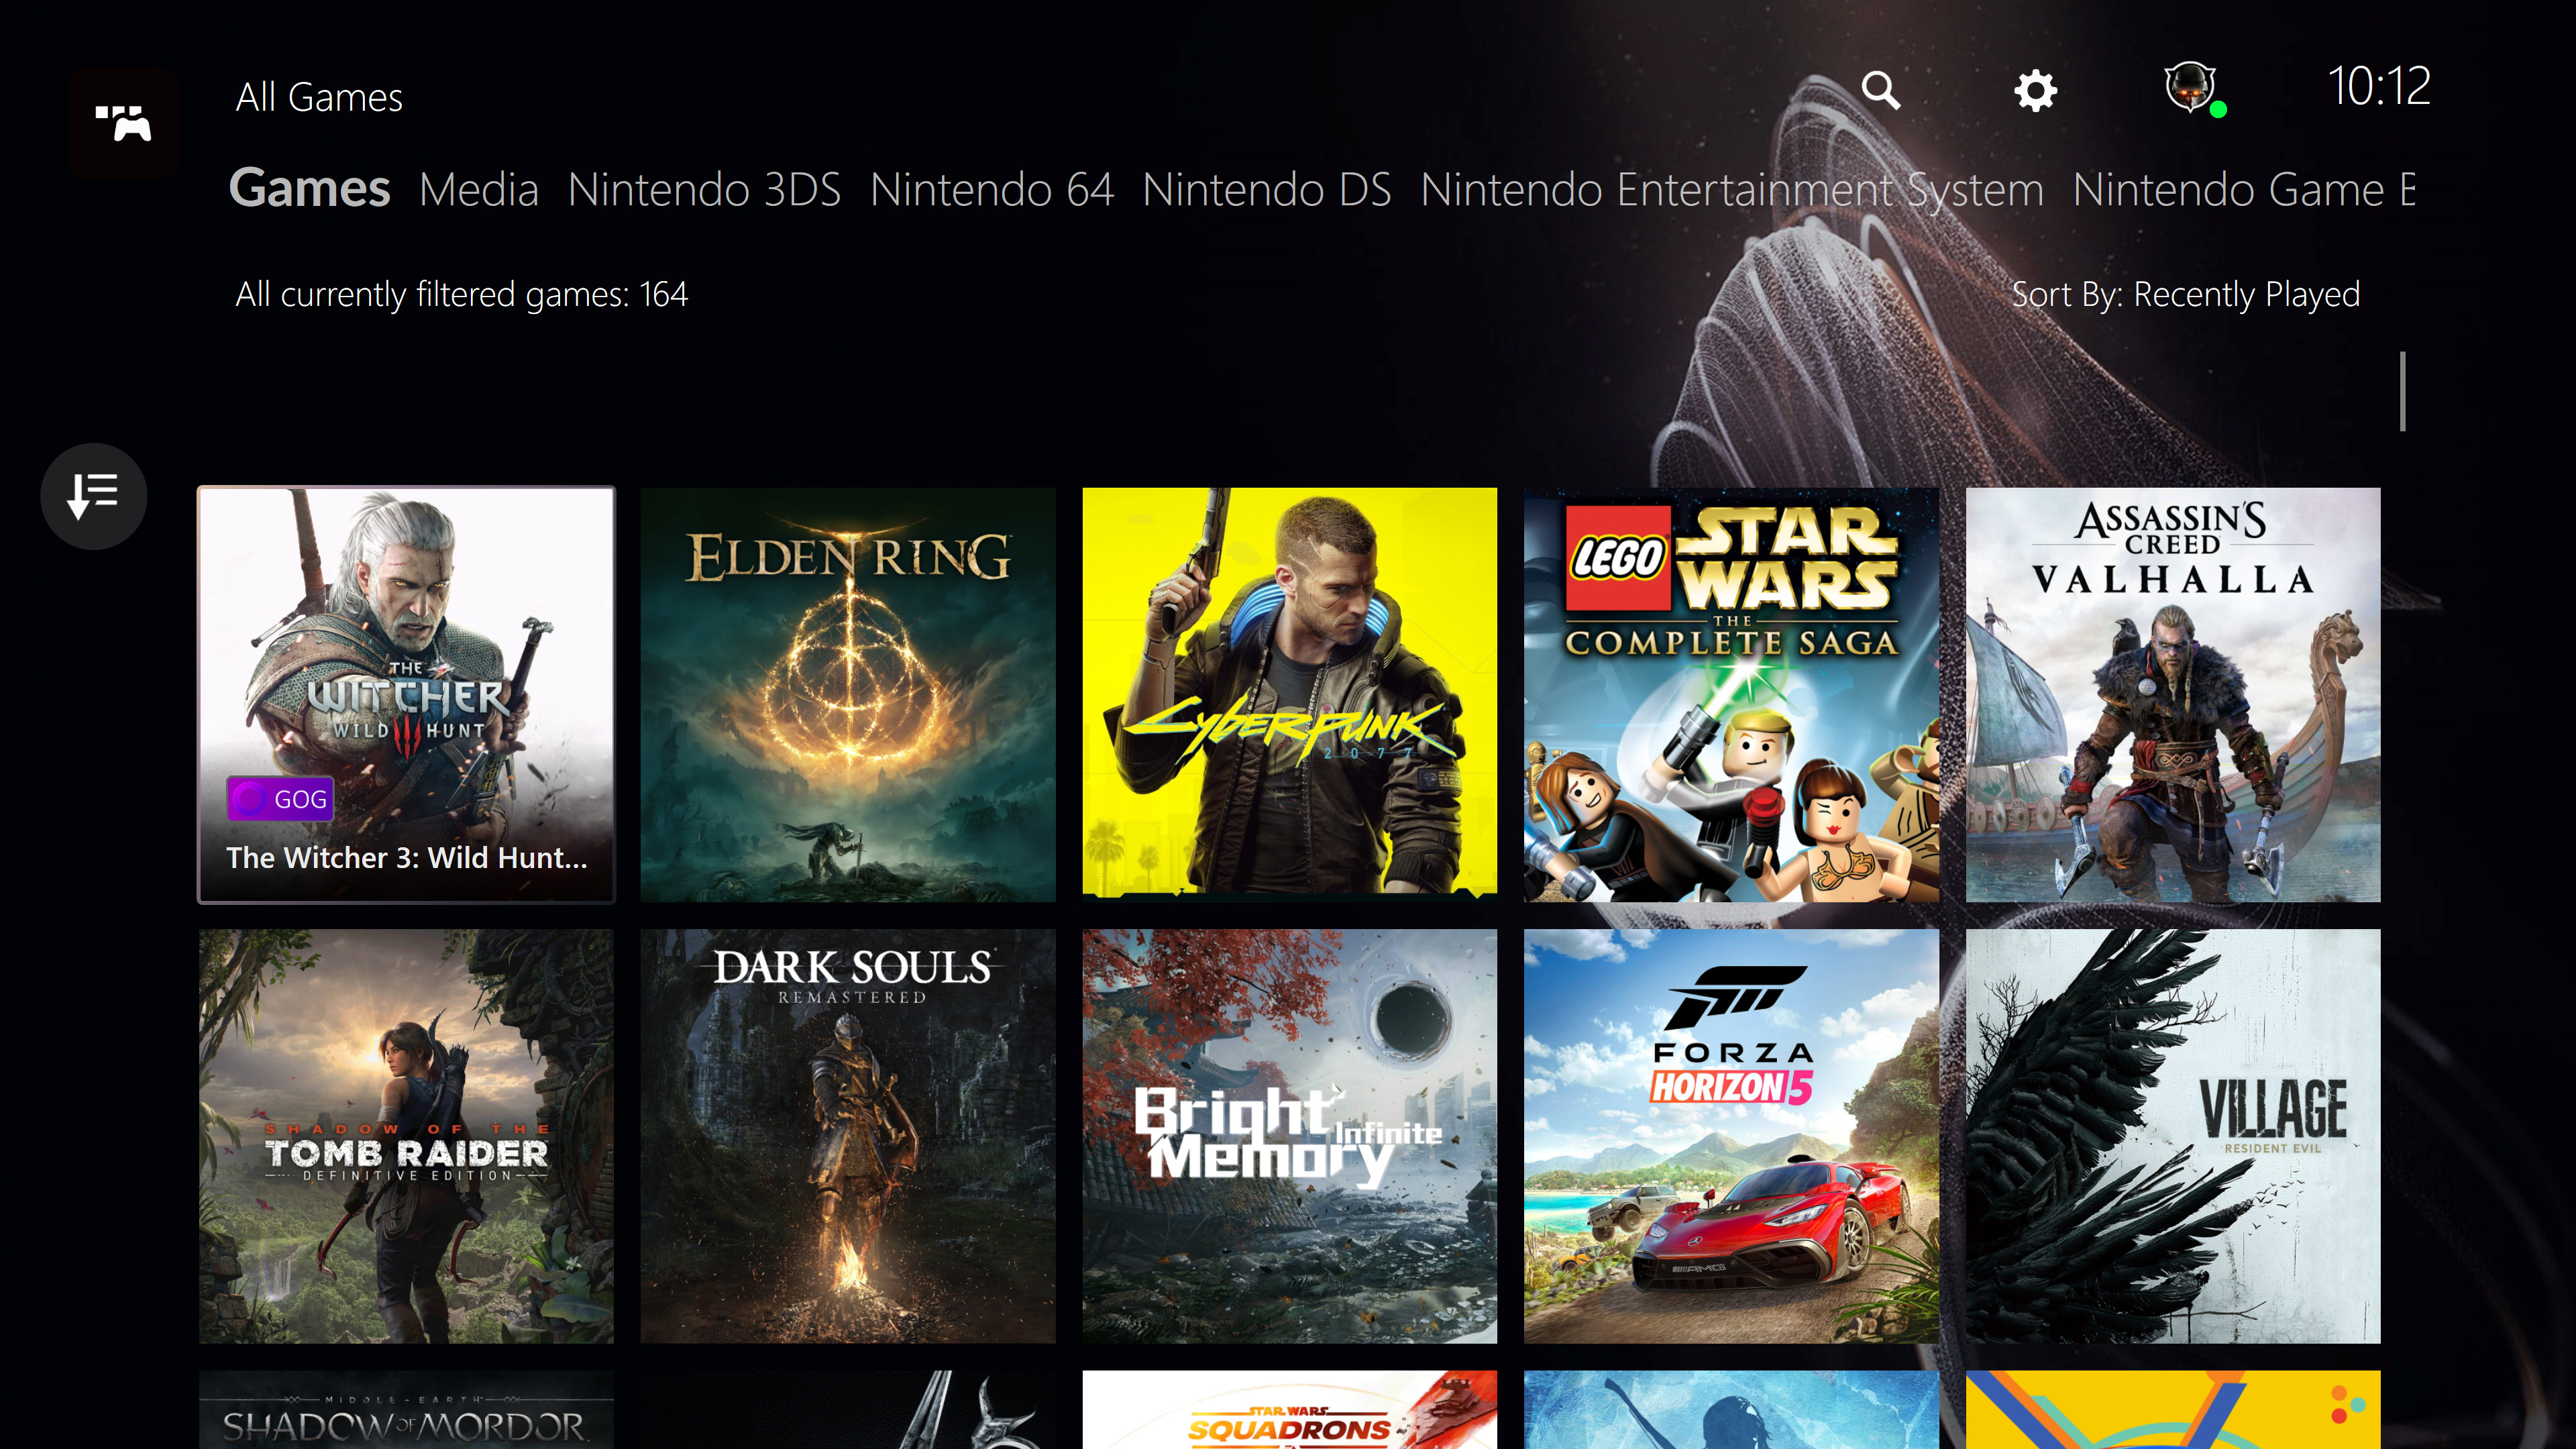 All Games
10:12
Games Media Nintendo 3DS Nintendo 64 Nintendo DS Nintendo Entertainment System Nintendo Game
All currently filtered games: 164
Sort By: Recently Played
THE
WITCHER
WILD III HUNT
GOG
The Witcher 3: Wild Hunt...
ELDEN RING
CYBERPUNK
2077
LEGO
STAR
WARS
THE
COMPLETE SAGA
ASSASSIN'S
CREED
VALHALLA
SHADOW OF THE
TOMB RAIDER
DEFINITIVE EDITION
DARK SOULS
REMASTERED
Bright
Memory Infinite
FORZA
HORIZON 5
AMG
VILLAGE
RESIDENT EVIL
MIDDLE-EARTH
SHADOW OF MORDOR
STAR WARS
SQUADRONS